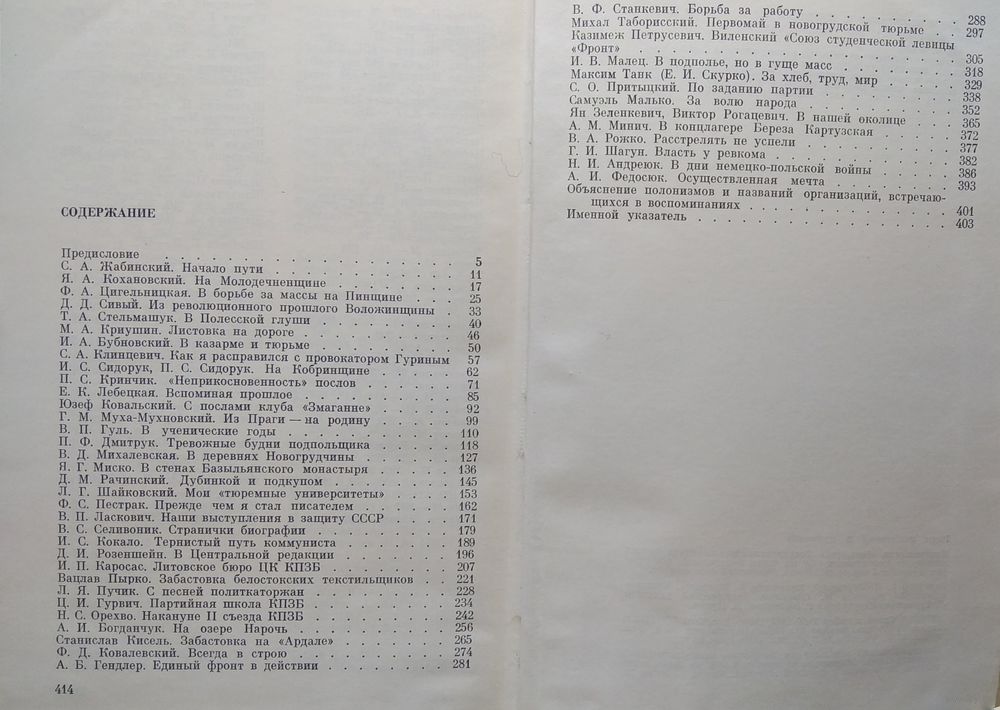 СОДЕРЖАНИЕ
Предисловие . . . . . . . . . . . . . . . 5
С. А. Жабинский. Начало пути . . . . . . . . . 11
Я. А. Кохановский. На Молодечненщине . . . . . . 17
Ф. А. Цигельницкая. В борьбе за массы на Пинщине . . . 25
Д. Д. Сивый. Из революционного прошлого Воложинщины . 33
Т. А. Стельмашук. В Полесской глуши . . . . . . . 40
М. А. Криушин. Листовка на дороге . . . . . . . 46
И. А. Бубновский. В казарме и тюрьме . . . . . . 50
С. А. Клинцевич. Как я расправился с провокатором Гуриным 57
И. С. Сидорук, П. С. Сидорук. На Кобринщине . . . . 62
П. С. Кринчик. «Неприкосновенность» послов . . . . . 71
Е. К. Лебецкая. Вспоминая прошлое . . . . . . . 85
Юзеф Ковальский. С послами клуба «Змагание» . . . . . 92
Г. М. Муха-Мухновский. Из Праги — на родину . . . . 99
В. П. Гуль. В ученические годы . . . . . . . . 110
П. Ф. Дмитрук. Тревожные будни подпольщика . . . . 118
В. Д. Михалевская. В деревнях Новогрудчины . . . . . 127
Я. Г. Миско. В стенах Базыльянского монастыря . . . . 136
Д. М. Рачинский. Дубинкой и подкупом . . . . . . 145
Л. Г. Шайковский. Мои «тюремные университеты» . . . . 153
Ф. С. Пестрак. Прежде чем я стал писателем . . . . . 162
В. П. Ласкович. Наши выступления в защиту СССР . . . . 171
В. С. Селивоник. Странички биографии . . . . . . . 179
И. С. Кокало. Тернистый путь коммуниста . . . . . . 189
Д. И. Розеншейн. В Центральной редакции . . . . . . 196
И. П. Каросас. Литовское бюро ЦК КПЗБ . . . . . . 207
Вацлав Пырко. Забастовка белостокских текстильщиков . . 221
Л. Я. Пучик. С песней политкаторжан . . . . . . . 228
Ц. И. Гурвич. Партийная школа КПЗБ . . . . . . . 234
Н. С. Орехво. Накануне II съезда КПЗБ . . . . . . . 242
А. И. Богданчук. На озере Нарочь . . . . . . . . 256
Станислав Кисель. Забастовка на «Ардале» . . . . . . 265
Ф. Д. Ковалевский. Всегда в строю . . . . . . . . 274
А. Б. Гендлер. Единый фронт в действии . . . . . . . 281
414
В. Ф. Станкевич. Борьба за работу . . . . . . . . 288
Михал Таборисский. Первомай в новогрудской тюрьме . . 297
Казимеж Петрусевич. Виленский «Союз студенческой левицы
«Фронт» . . . . . . . . . . . . . . . 305
И. В. Малец. В подполье, но в гуще масс . . . . . . 318
Максим Танк (Е. И. Скурко). За хлеб, труд, мир . . . . . 329
С. О. Притыцкий. По заданию партии . . . . . . . 338
Самуэль Малько. За волю народа . . . . . . . . 352
Ян Зеленкевич, Виктор Рогацевич. В нашей околице . . . 365
А. М. Минич. В концлагере Береза Картузская . . . . . 372
В. А. Рожко. Расстрелять не успели . . . . . . . . 377
Г. И. Шагун. Власть у ревкома . . . . . . . . . 382
Н. И. Андреюк. В дни немецко-польской войны . . . . . 386
А. И. Федосюк. Осуществленная мечта . . . . . . . 393
Объяснение полонизмов и названий организаций, встречаю-
щихся в воспоминаниях . . . . . . . . . . . 401
Именной указатель . . . . . . . . . . . . . 403